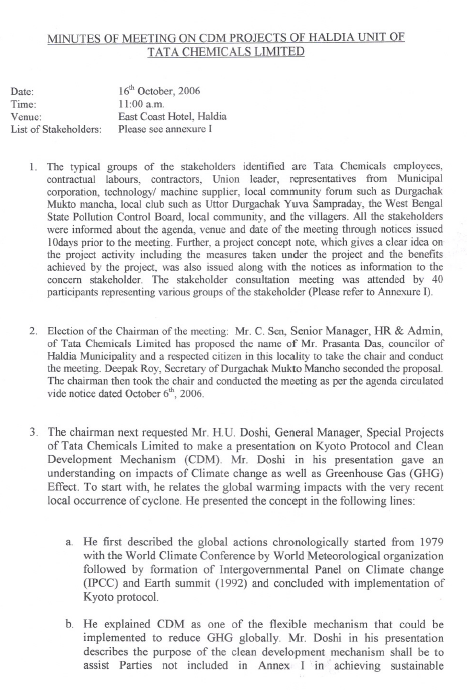 MINUTES OF MEETING ON CDM PROJECTS OF HALDIA UNIT OF
TATA CHEMICALS LIMITED
Date: 16th October, 2006
Time: 11:00 a.m.
Venue: East Coast Hotel, Haldia
List of Stakeholders: Please see annexure I
1. The typical groups of the stakeholders identified are Tata Chemicals employees,
contractual labours, contractors, Union leader, representatives from Municipal
corporation, technology/ machine supplier, local community forum such as Durgachak
Mukto mancha, local club such as Uttor Durgachak Yuva Sampraday, the West Bengal
State Pollution Control Board, local community, and the villagers. All the stakeholders
were informed about the agenda, venue and date of the meeting through notices issued
10days prior to the meeting. Further, a project concept note, which gives a clear idea on
the project activity including the measures taken under the project and the benefits
achieved by the project, was also issued along with the notices as information to the
concern stakeholder. The stakeholder consultation meeting was attended by 40
participants representing various groups of the stakeholder (Please refer to Annexure I).
2. Election of the Chairman of the meeting: Mr. C. Sen, Senior Manager, HR & Admin,
of Tata Chemicals Limited has proposed the name of Mr. Prasanta Das, councilor of
Haldia Municipality and a respected citizen in this locality to take the chair and conduct
the meeting. Deepak Roy, Secretary of Durgachak Mukto Mancho seconded the proposal.
The chairman then took the chair and conducted the meeting as per the agenda circulated
vide notice dated October 6th, 2006.
3. The chairman next requested Mr. H.U. Doshi, General Manager, Special Projects
of Tata Chemicals Limited to make a presentation on Kyoto Protocol and Clean
Development Mechanism (CDM). Mr. Doshi in his presentation gave an
understanding on impacts of Climate change as well as Greenhouse Gas (GHG)
Effect. To start with, he relates the global warming impacts with the very recent
local occurrence of cyclone. He presented the concept in the following lines:
a. He first described the global actions chronologically started from 1979
with the World Climate Conference by World Meteorological organization
followed by formation of Intergovernmental Panel on Climate change
(IPCC) and Earth summit (1992) and concluded with implementation of
Kyoto protocol.
b. He explained CDM as one of the flexible mechanism that could be
implemented to reduce GHG globally. Mr. Doshi in his presentation
describes the purpose of the clean development mechanism shall be to
assist Parties not included in Annex I in achieving sustainable